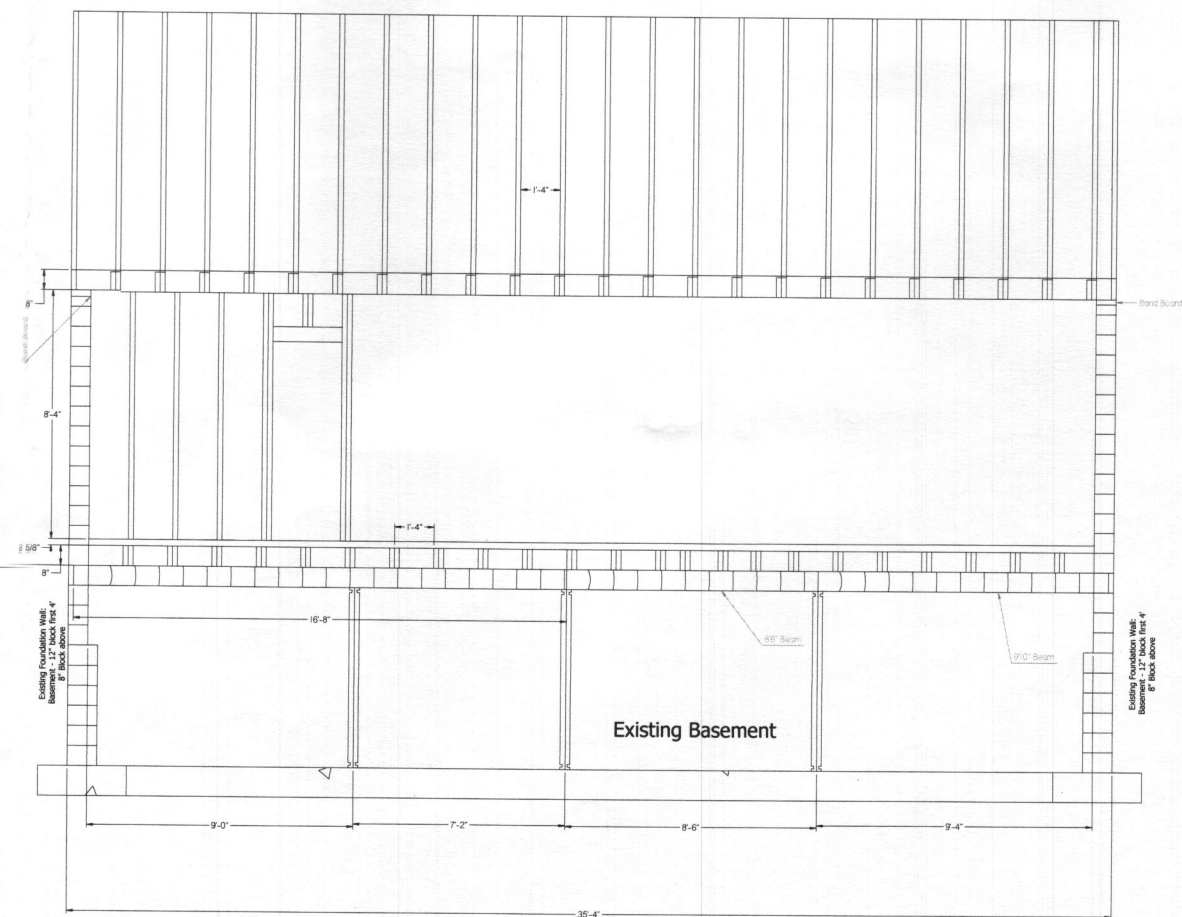 1'-4"
8"
Band Board
8'-4"
1'-4"
5/8"
8"
16'-8"
8'6" Beam
9'10" Beam
Existing Foundation Wall:
Basement - 12" block first 4'
8" Block above
Existing Foundation Wall:
Basement - 12" block first 4'
8" Block above
Existing Basement
9'-0"
7'-2"
8'-6"
9'-4"
35'-4"